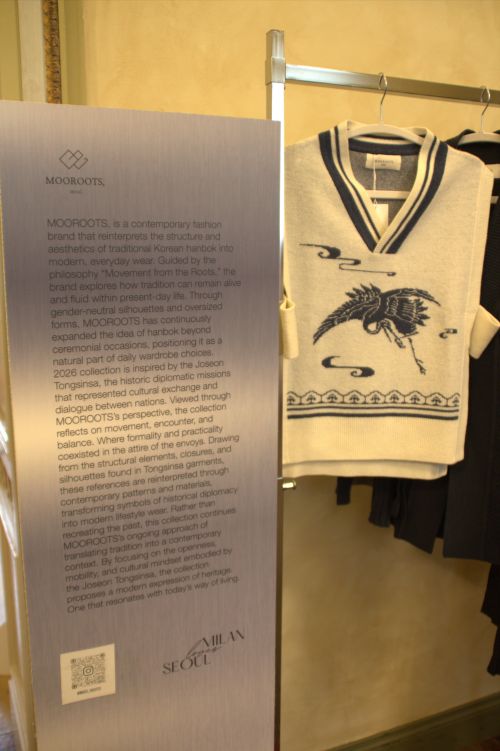 MOOROOTS,
MOOROOTS, is a contemporary fashion
brand that reinterprets the structure and
aesthetics of traditional Korean hanbok into
modern, everyday wear. Guided by the
philosophy "Movement from the Roots," the
brand explores how tradition can remain alive
and fluid within present-day life. Through
gender-neutral silhouettes and oversized
forms, MOOROOTS has continuously
expanded the idea of hanbok beyond
ceremonial occasions, positioning it as a
natural part of daily wardrobe choices.
2026 collection is inspired by the Joseon
Tongsinsa, the historic diplomatic missions
that represented cultural exchange and
dialogue between nations. Viewed through
MOOROOTS's perspective, the collection
reflects on movement, encounter, and
balance. Where formality and practicality
coexisted in the attire of the envoys. Drawing
from the structural elements, closures, and
silhouettes found in Tongsinsa garments,
these references are reinterpreted through
contemporary patterns and materials,
transforming symbols of historical diplomacy
into modern lifestyle wear. Rather than
recreating the past, this collection continues
MOOROOTS's ongoing approach of
translating tradition into a contemporary
context. By focusing on the openness,
mobility, and cultural mindset embodied by
the Joseon Tongsinsa, the collection
proposes a modern expression of heritage.
One that resonates with today's way of living.
MILAN
loves
SEOUL